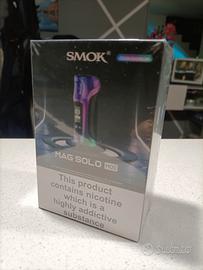 SMOK
MAG SOLO
This product
contains nicotine
which is a
highly addictive
substance